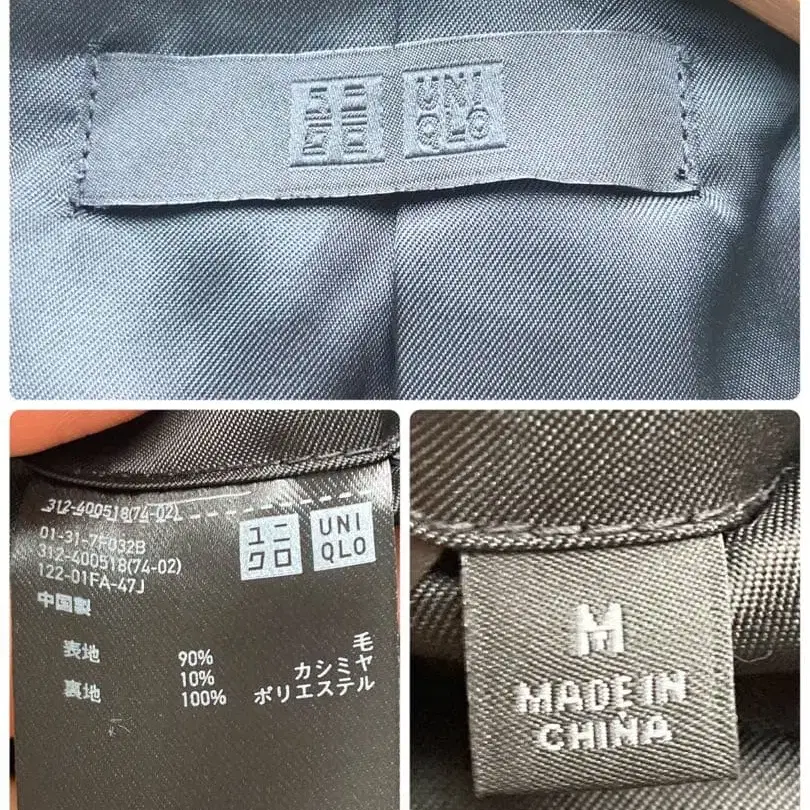 ユニ
クロ
UNI
QLO
312-400518(74-02)
01-31-7F032B
312-400518(74-02)
122-01FA-47J
中国製
ユニ
クロ
UNI
QLO
表地 90% 毛
10% カシミヤ
裏地 100% ポリエステル
M
MADE IN
CHINA